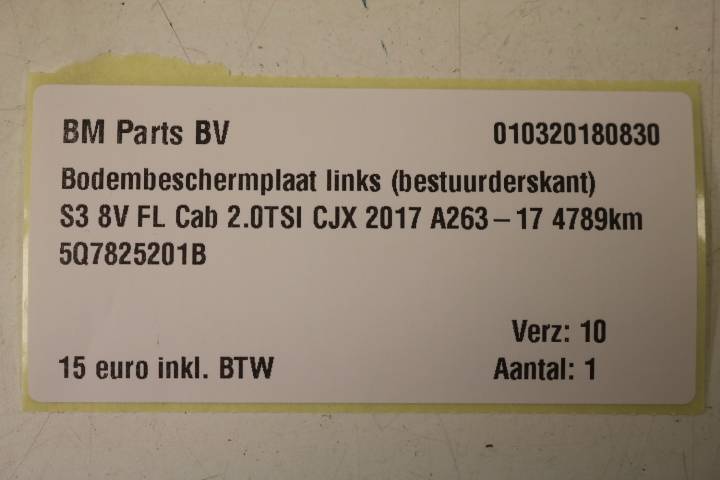 BM Parts BV 010320180830
Bodembeschermplaat links (bestuurderskant)
S3 8V FL Cab 2.0TSI CJX 2017 A263-17 4789km
5Q7825201B
Verz: 10
15 euro inkl. BTW Aantal: 1